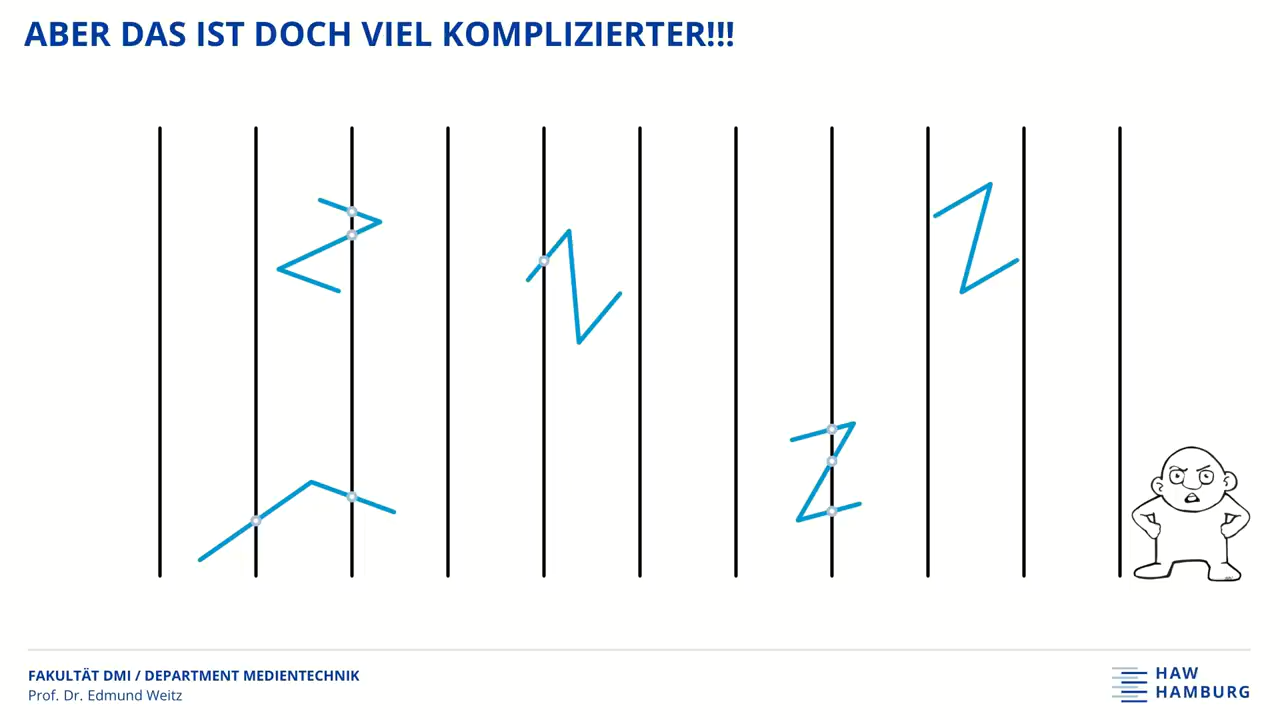 ABER DAS IST DOCH VIEL KOMPLIZIERTER!!!
FAKULTÄT DMI / DEPARTMENT MEDIENTECHNIK
Prof. Dr. Edmund Weitz
HAW
HAMBURG